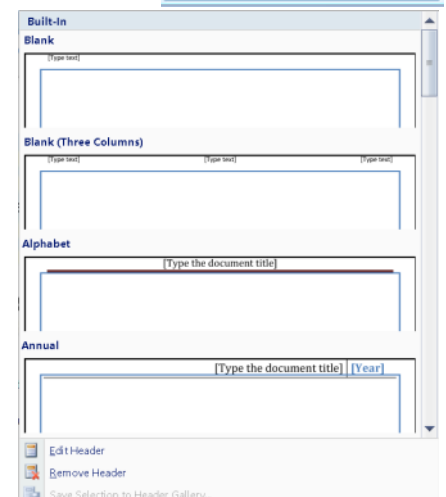 Built-In
Blank
[Type text]
Blank (Three Columns)
[Type text] [Type text] [Type text]
Alphabet
[Type the document title]
Annual
[Type the document title] [Year]
Edit Header
Remove Header
Save Selection to Header Gallery...